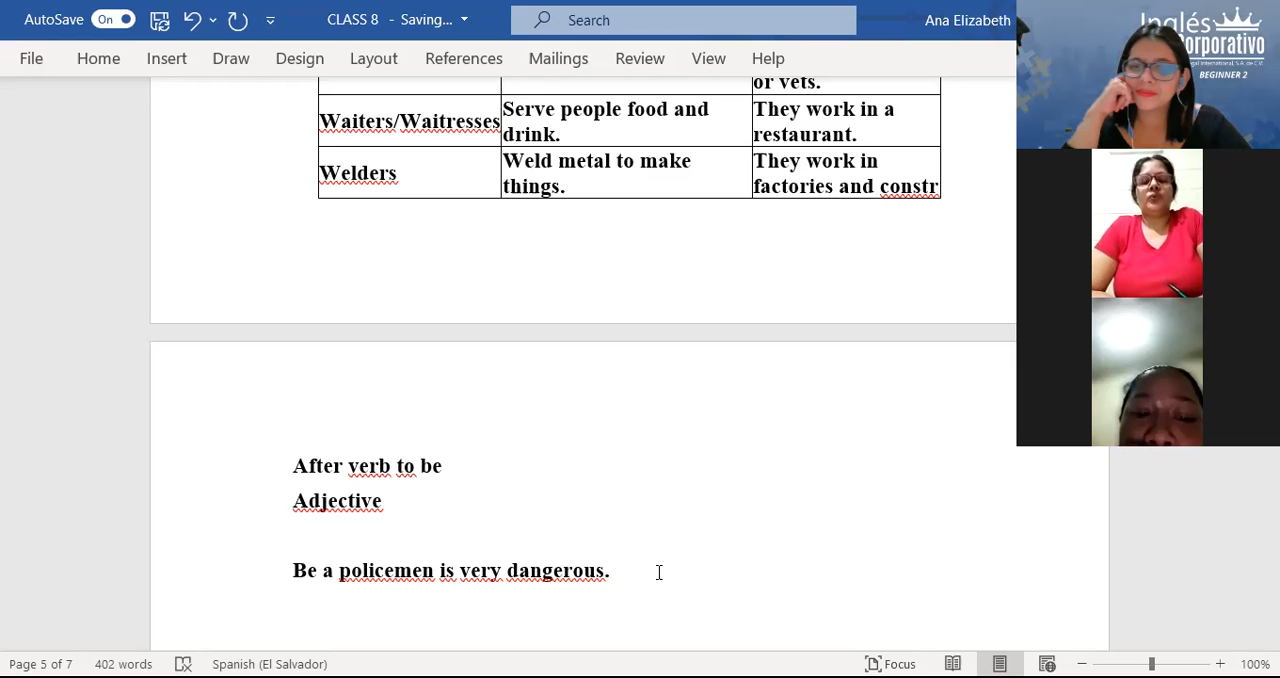 AutoSave On CLASS 8 - Saving... Search Ana Elizabeth
File Home Insert Draw Design Layout References Mailings Review View Help
Inglés
Corporativo
BEGINNER 2
or vets.
Waiters/Waitresses Serve people food and drink. They work in a restaurant.
Welders Weld metal to make things. They work in factories and constr
After verb to be
Adjective
Be a policemen is very dangerous.
Page 5 of 7 402 words Spanish (El Salvador) Focus 100%